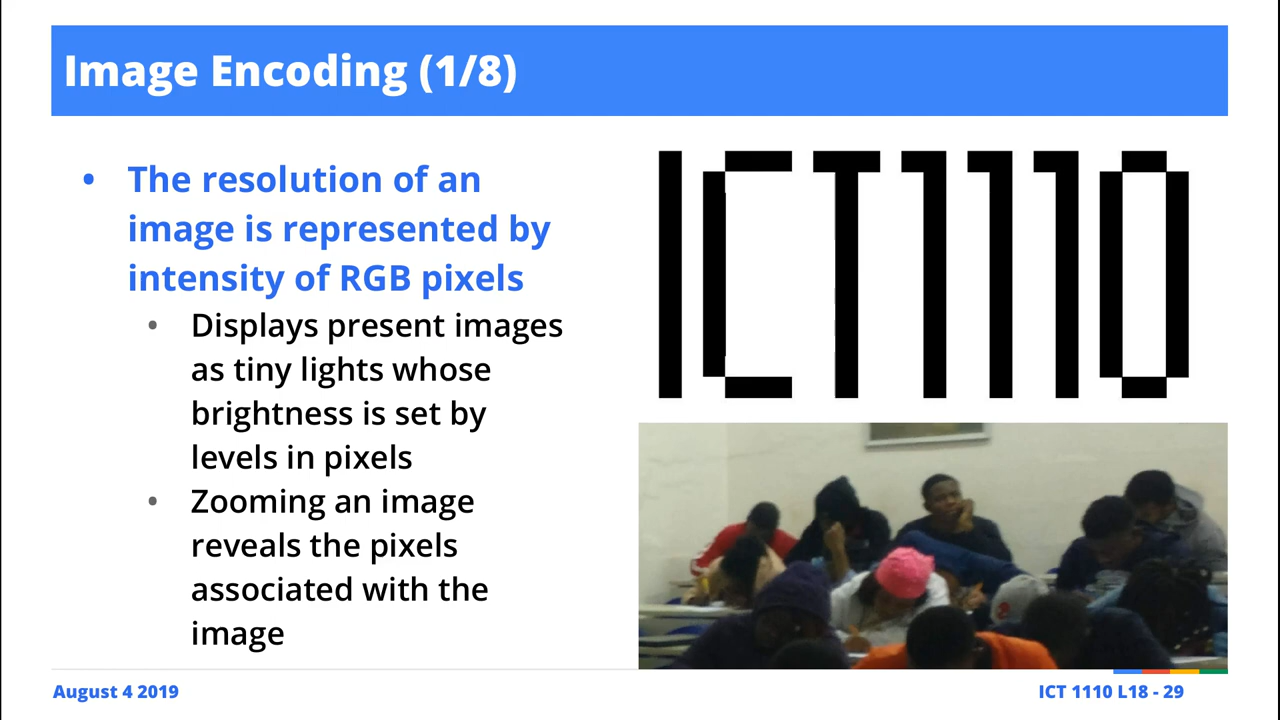 Image Encoding (1/8)
• The resolution of an
image is represented by
intensity of RGB pixels
• Displays present images
as tiny lights whose
brightness is set by
levels in pixels
• Zooming an image
reveals the pixels
associated with the
image
ICT1110
August 4 2019
ICT 1110 L18 - 29